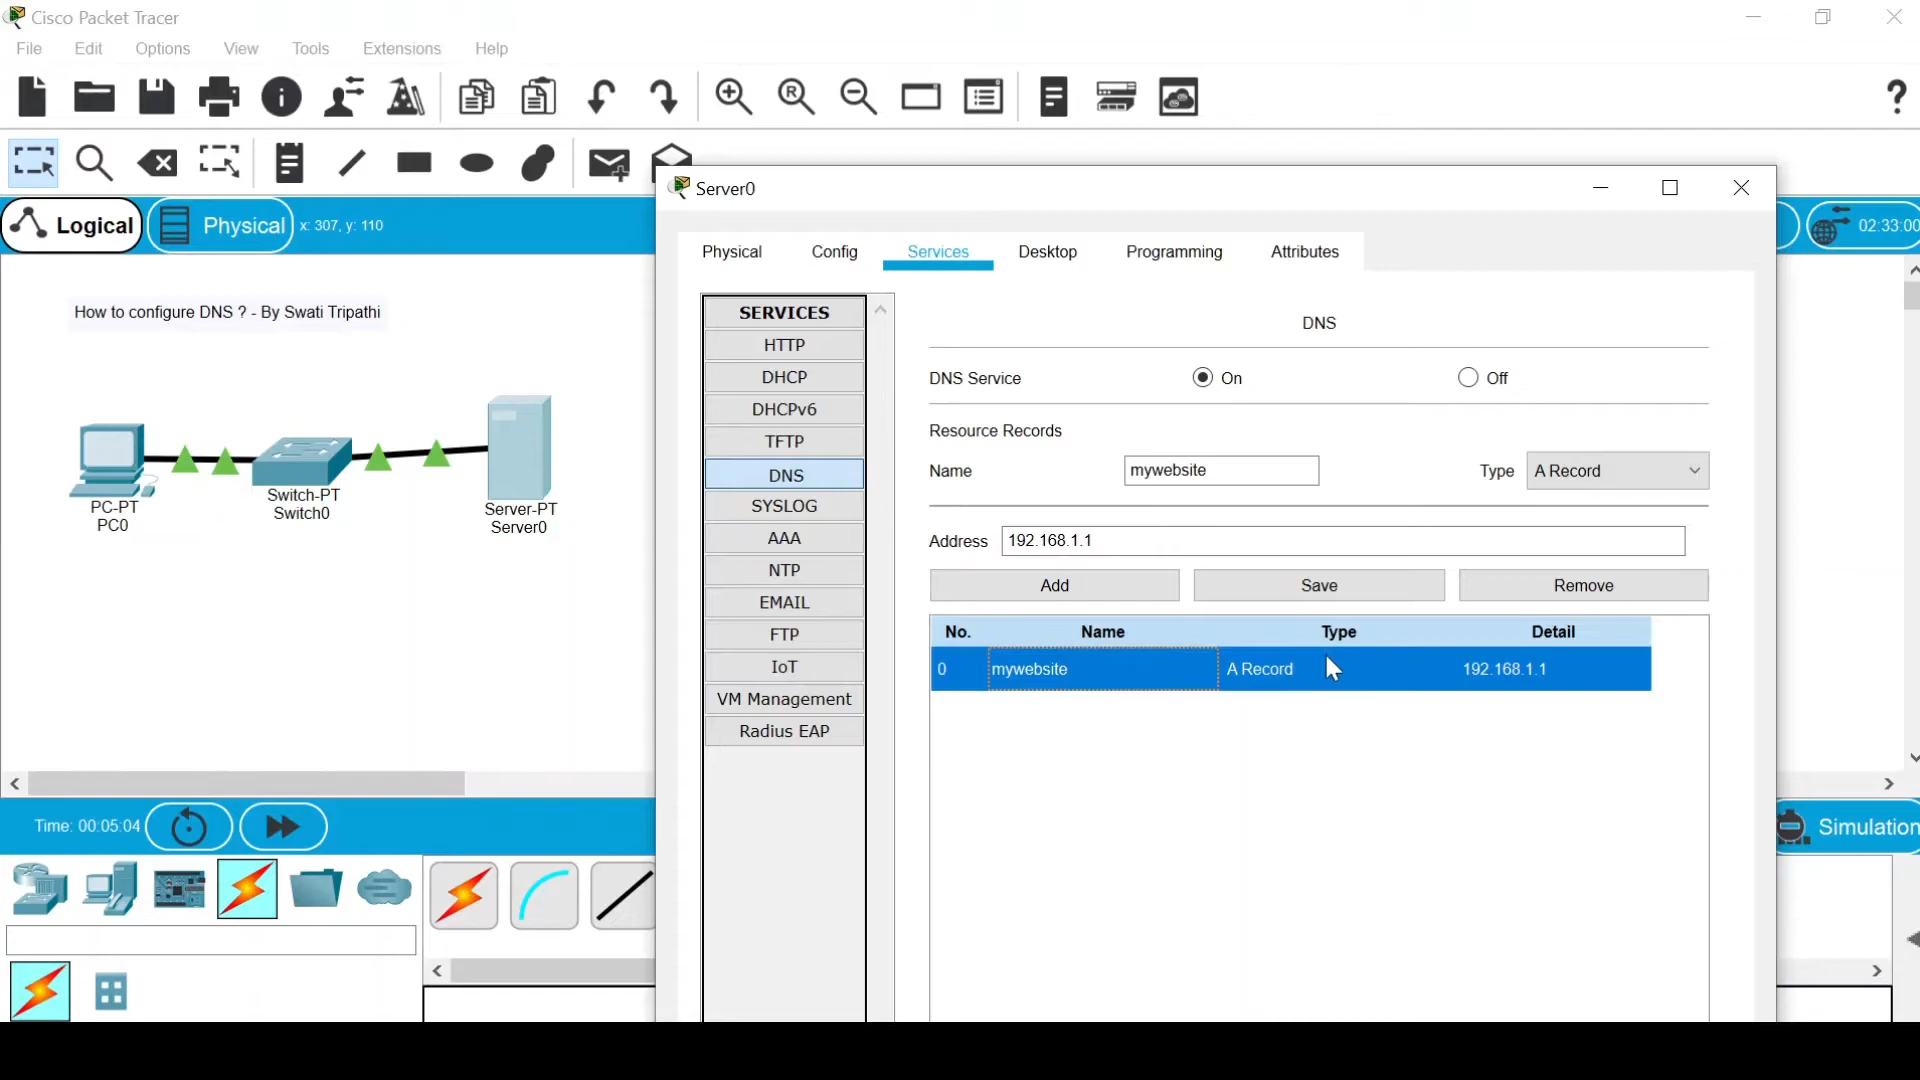 Cisco Packet Tracer
File Edit Options View Tools Extensions Help
R
?
Server0
Logical Physical x: 307, y: 110
02:33:00
Physical Config Services Desktop Programming Attributes
How to configure DNS ? - By Swati Tripathi
PC-PT
PC0
Switch-PT
Switch0
Server-PT
Server0
SERVICES
HTTP
DHCP
DHCPv6
TFTP
DNS
SYSLOG
AAA
NTP
EMAIL
FTP
IoT
VM Management
Radius EAP
DNS
DNS Service On Off
Resource Records
Name mywebsite Type A Record
Address 192.168.1.1
Add Save Remove
No. Name Type Detail
0 mywebsite A Record 192.168.1.1
Time: 00:05:04
Simulation